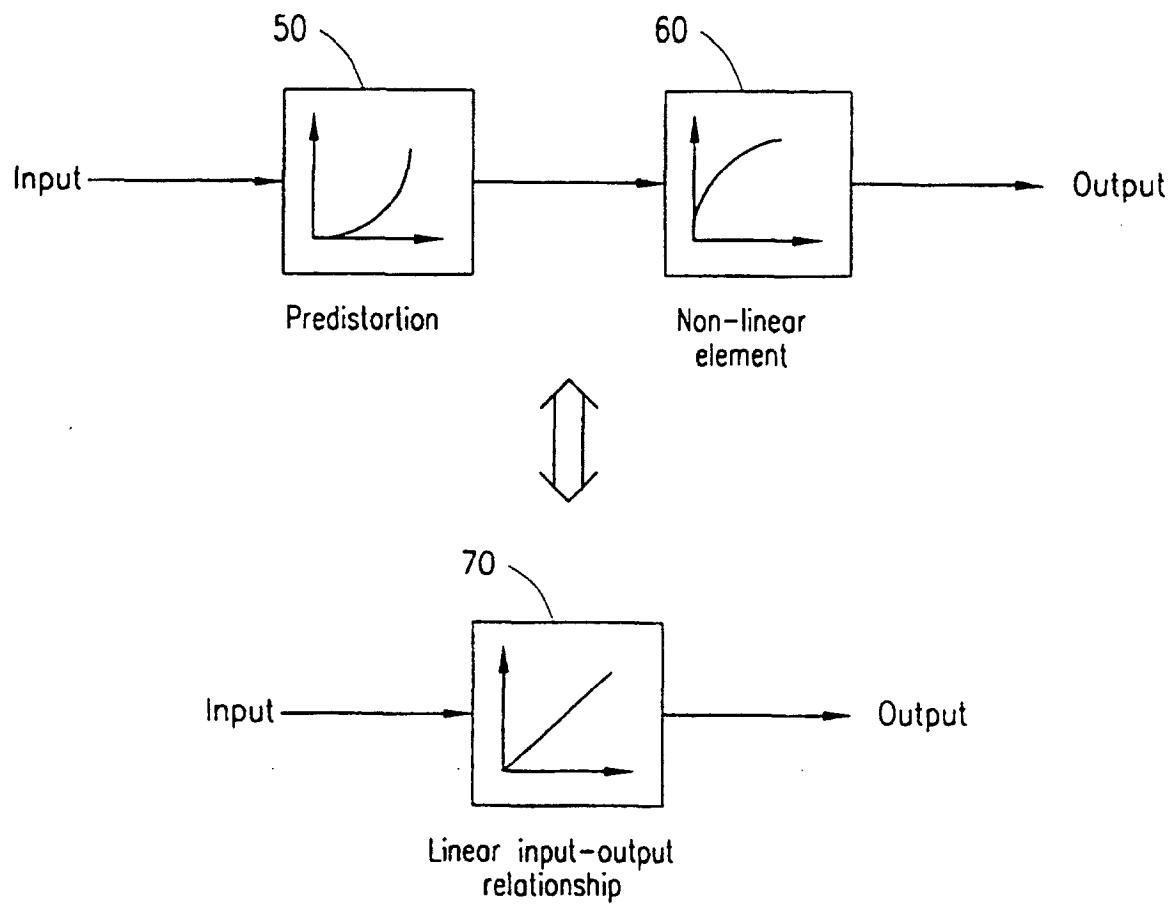 50
60
Input
Output
Predistortion
Non-linear
element
70
Input
Output
Linear input-output
relationship